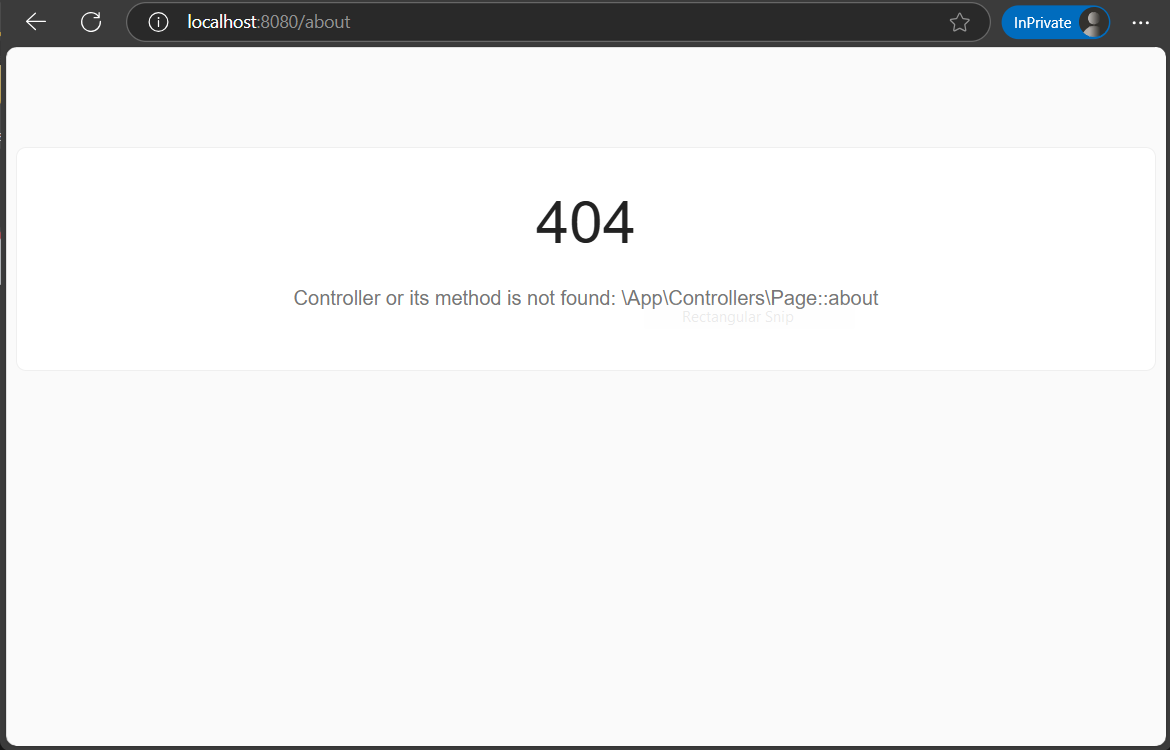 localhost:8080/about
InPrivate
404
Controller or its method is not found: \App\Controllers\Page::about
Rectangular Snip